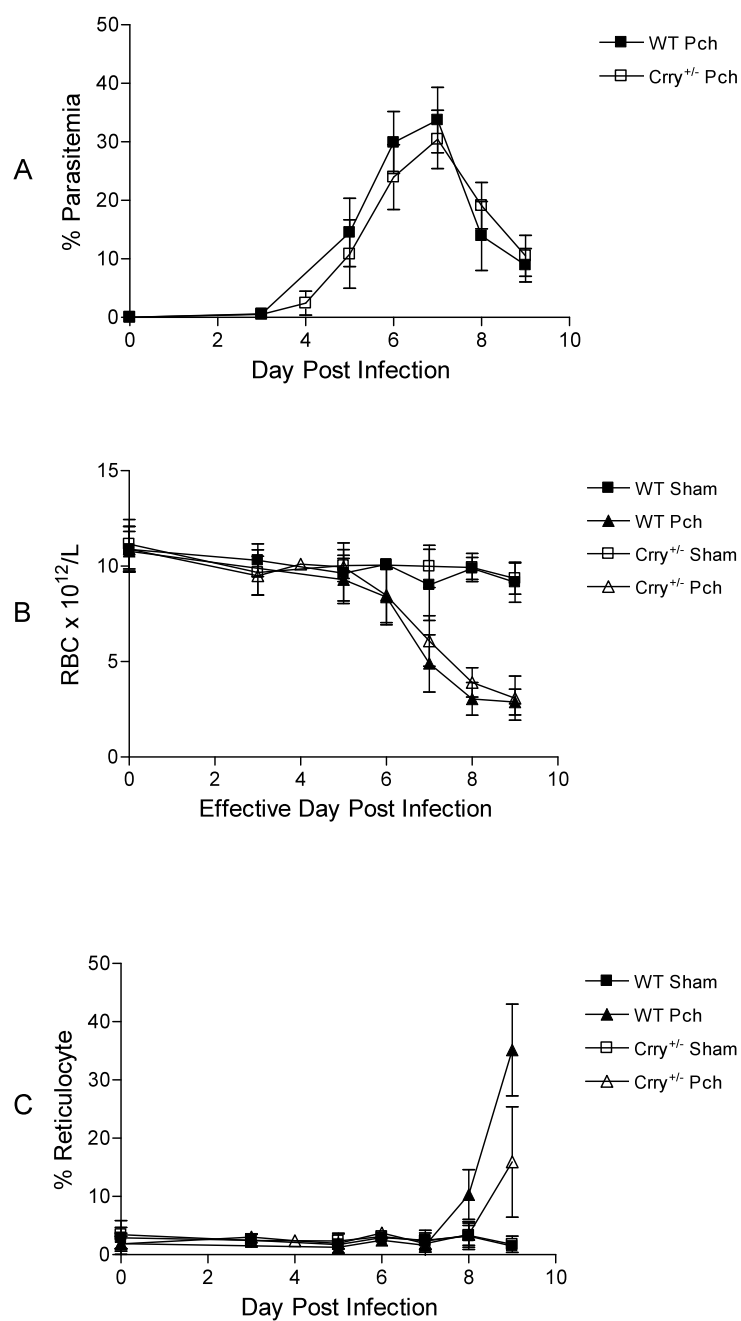 A
% Parasitemia
50
40
30
20
10
0
0 2 4 6 8 10
Day Post Infection
WT Pch
Crry+/- Pch
B
RBC x 10^12/L
15
10
5
0
0 2 4 6 8 10
Effective Day Post Infection
WT Sham
WT Pch
Crry+/- Sham
Crry+/- Pch
C
% Reticulocyte
50
40
30
20
10
0
0 2 4 6 8 10
Day Post Infection
WT Sham
WT Pch
Crry+/- Sham
Crry+/- Pch